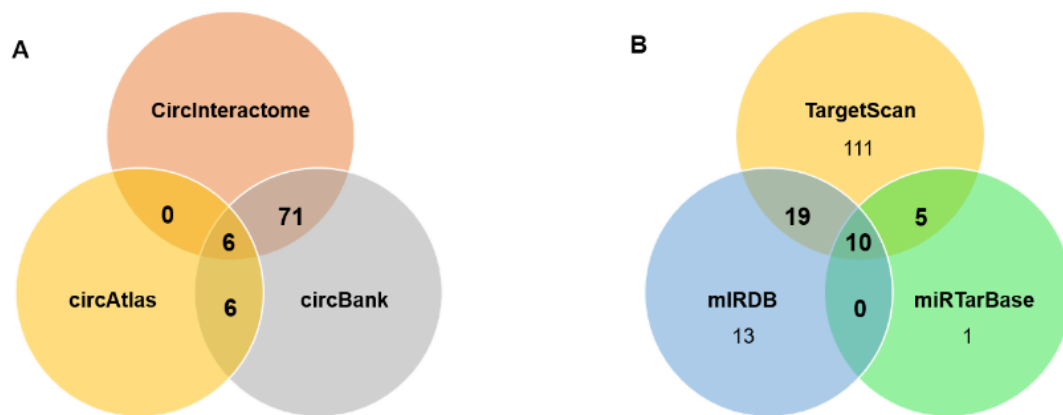 A
CircInteractome
0
71
6
circAtlas
6
circBank
B
TargetScan
111
19
5
10
mIRDB
0
miRTarBase
13
1